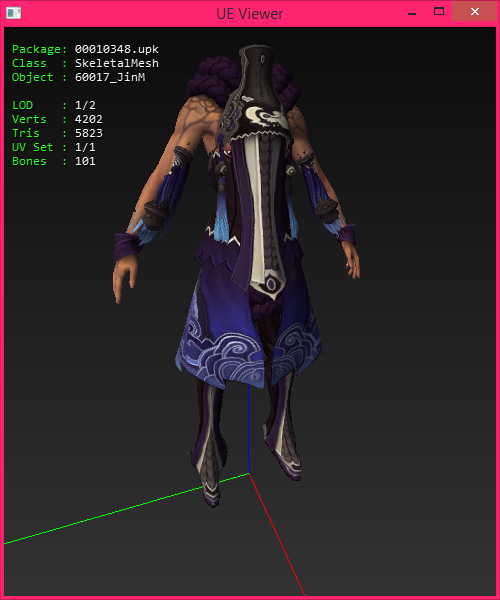 UE Viewer
Package: 00010348.upk
Class : SkeletalMesh
Object : 60017_JinM
LOD : 1/2
Verts : 4202
Tris : 5823
UV Set : 1/1
Bones : 101